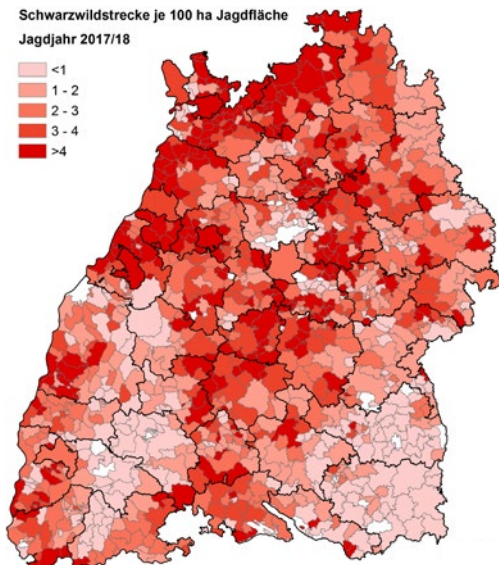 Schwarzwildstrecke je 100 ha Jagdfläche
Jagdjahr 2017/18
<1
1 - 2
2 - 3
3 - 4
>4